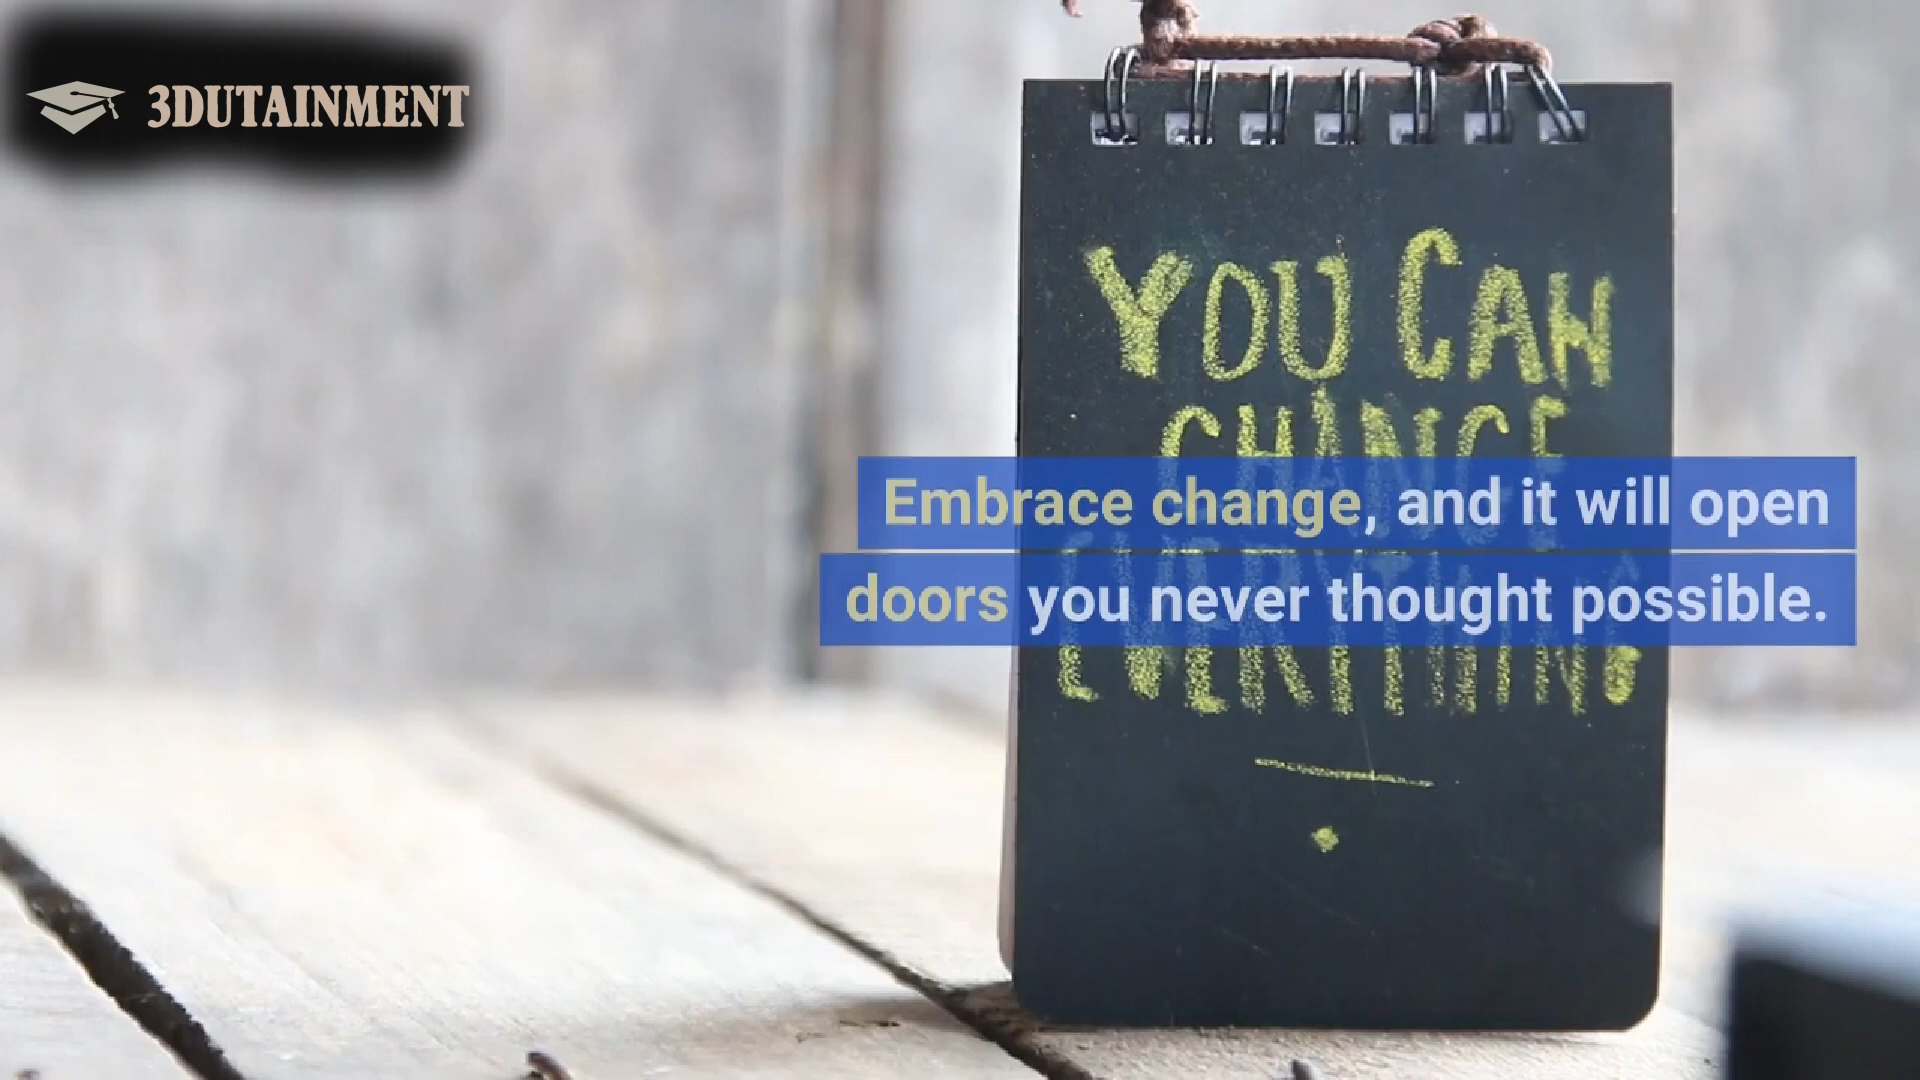 3DUTAINMENT
YOU CAN
CHANGE
EVERYTHING
Embrace change, and it will open
doors you never thought possible.